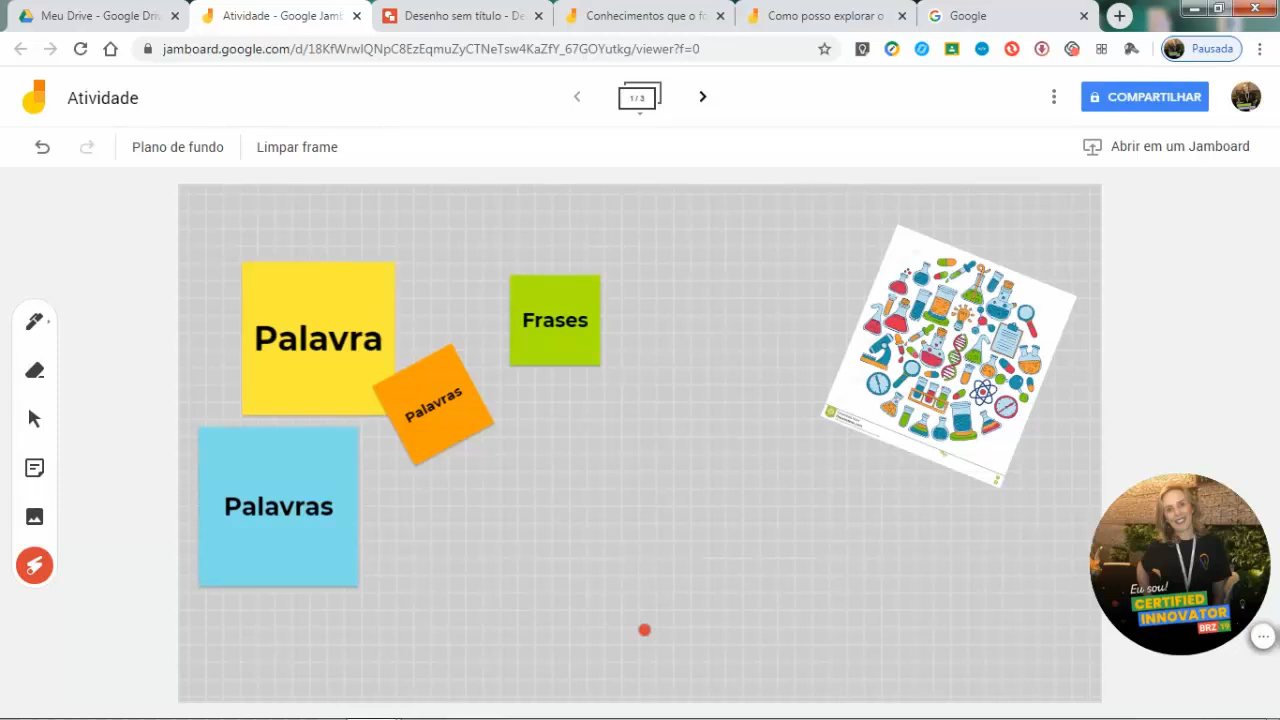 Meu Drive - Google Driv
Atividade - Google Jamb
Desenho sem título - De
Conhecimentos que o fo
Como posso explorar o
Google
jamboard.google.com/d/18KfWrwIQNpC8EzEqmuZyCTNeTsw4KaZfY_67GOYutkg/viewer?f=0
Pausada
Atividade
1 / 3
COMPARTILHAR
Plano de fundo
Limpar frame
Abrir em um Jamboard
Palavra
Frases
Palavras
Palavras
Eu sou!
CERTIFIED
INNOVATOR
BRZ 19